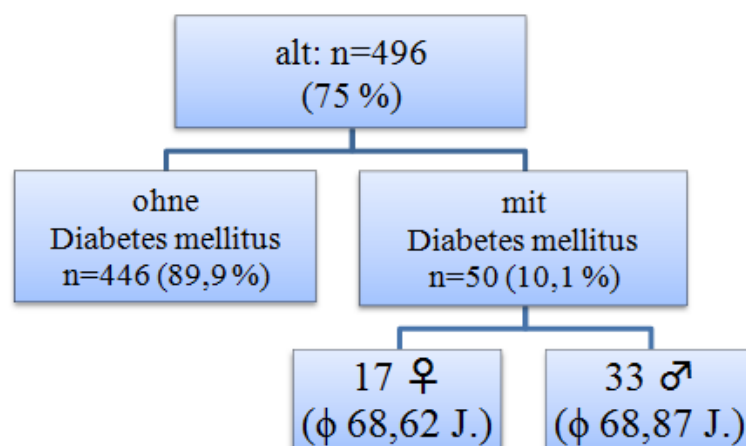 alt: n=496
(75 %)
ohne
Diabetes mellitus
n=446 (89,9 %)
mit
Diabetes mellitus
n=50 (10,1 %)
17 ♀
(ϕ 68,62 J.)
33 ♂
(ϕ 68,87 J.)